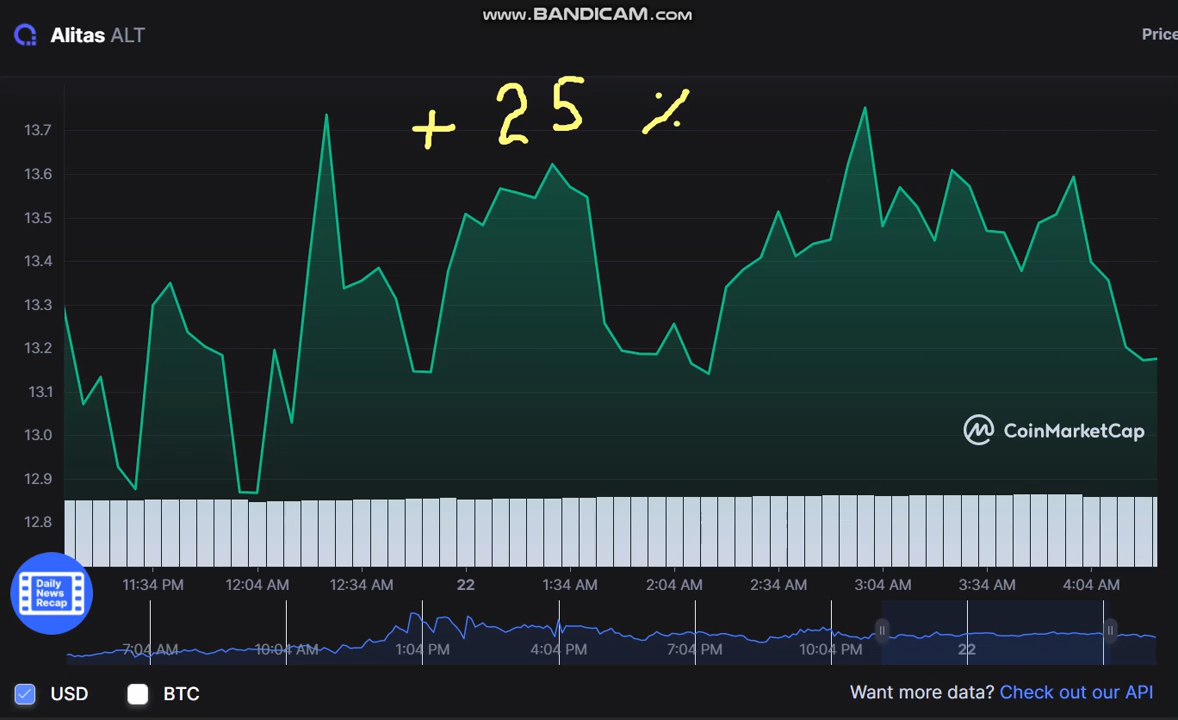 www.BANDICAM.com
Alitas ALT
Price
+ 25 %
13.7
13.6
13.5
13.4
13.3
13.2
13.1
13.0
12.9
12.8
CoinMarketCap
Daily
News
Recap
11:34 PM 12:04 AM 12:34 AM 22 1:34 AM 2:04 AM 2:34 AM 3:04 AM 3:34 AM 4:04 AM
7:04 AM 10:04 AM 1:04 PM 4:04 PM 7:04 PM 10:04 PM 22
USD BTC
Want more data? Check out our API